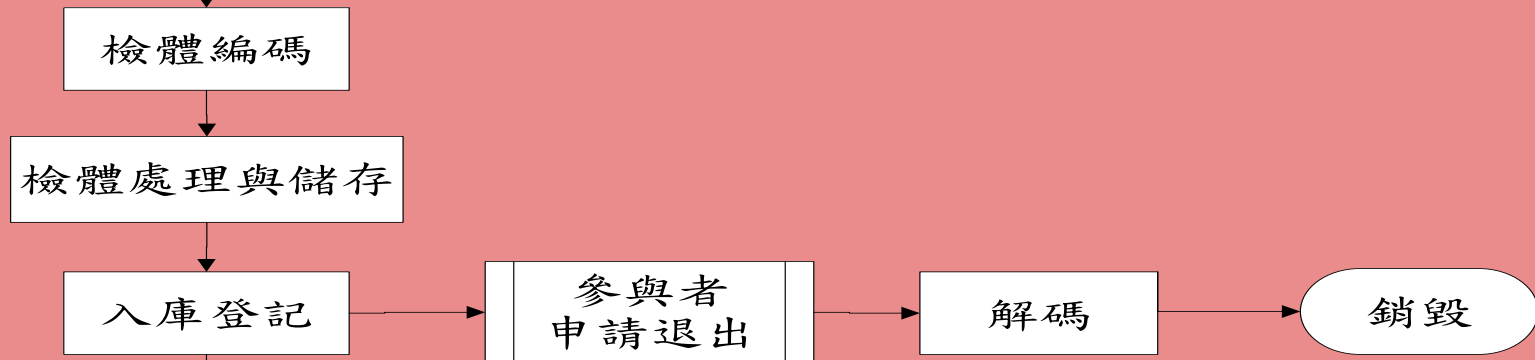 檢體編碼
檢體處理與儲存
入庫登記
參與者
申請退出
解碼
銷毀